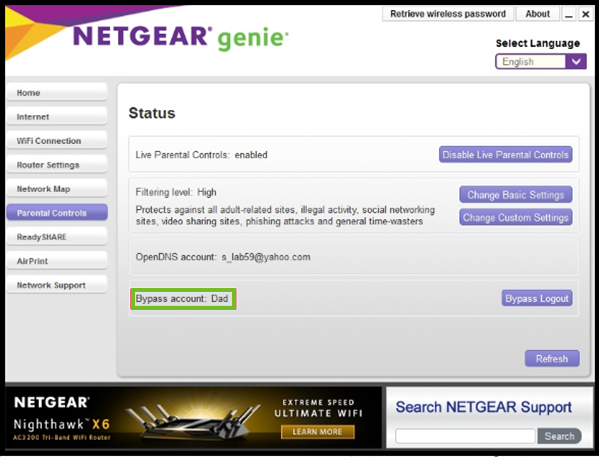 Retrieve wireless password
About
NETGEAR® genie®
Select Language
English
Home
Internet
WiFi Connection
Router Settings
Network Map
Parental Controls
ReadySHARE
AirPrint
Network Support
Status
Live Parental Controls: enabled
Disable Live Parental Controls
Filtering level: High
Change Basic Settings
Protects against all adult-related sites, illegal activity, social networking
sites, video sharing sites, phishing attacks and general time-wasters
Change Custom Settings
OpenDNS account: s_lab59@yahoo.com
Bypass account: Dad
Bypass Logout
Refresh
NETGEAR®
Nighthawk™ X6
AC3200 Tri-Band WiFi Router
EXTREME SPEED
ULTIMATE WIFI
LEARN MORE
Search NETGEAR Support
Search